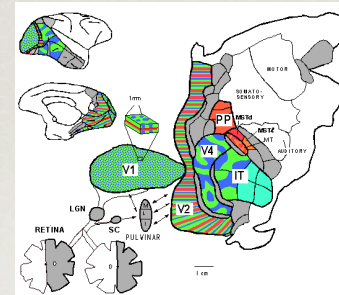 MOTOR
SOMATO-
SENSORY
1mm
PP
MSTd
MSTl
MT
AUDITORY
V4
IT
V1
V2
LGN
RETINA
SC
PULVINAR
1 cm